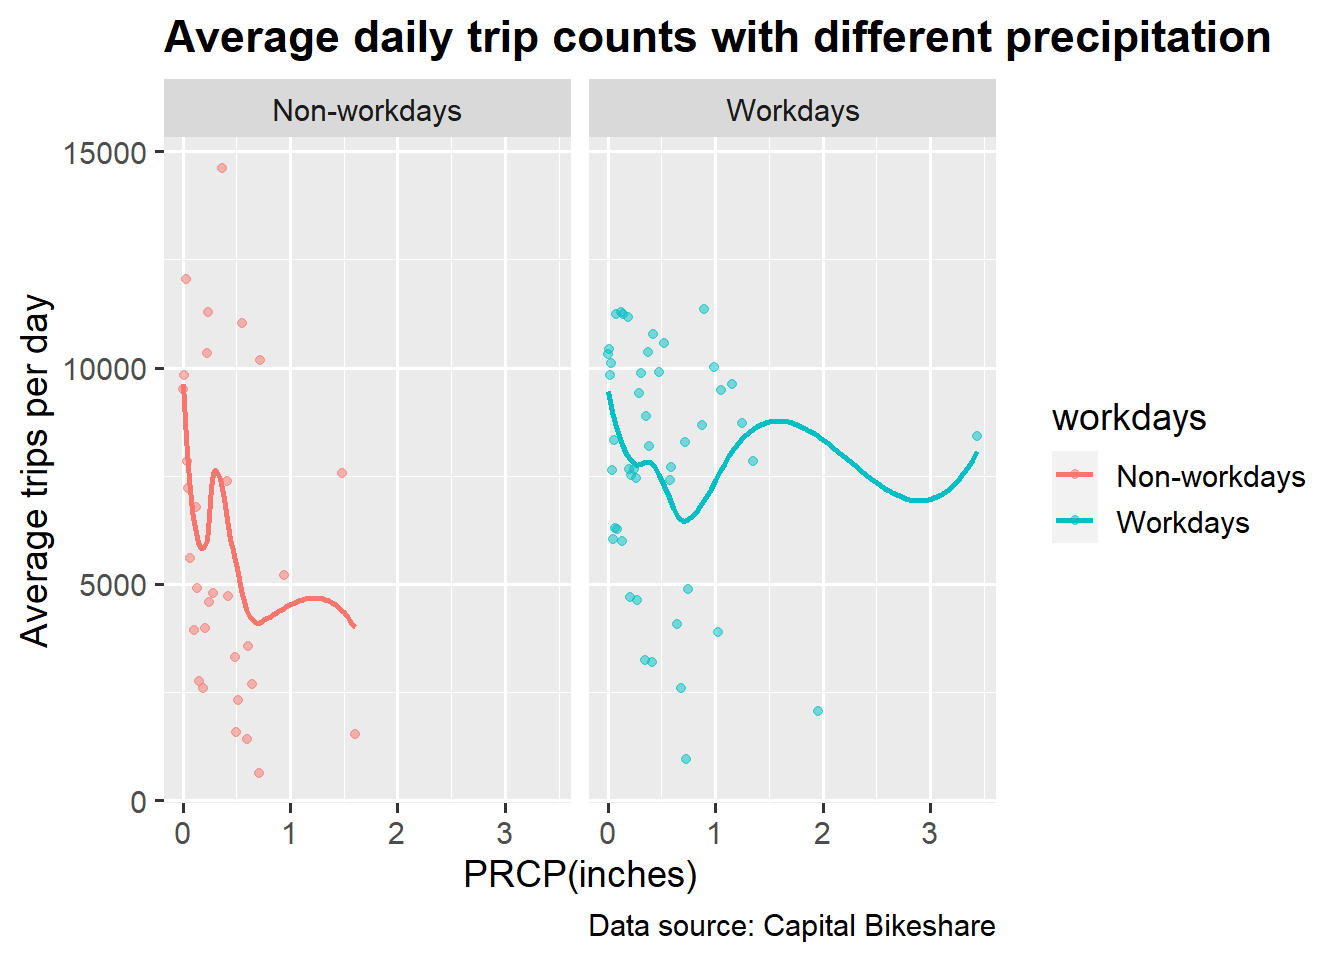 Average daily trip counts with different precipitation
Non-workdays
Workdays
Average trips per day
15000
10000
5000
0
0 1 2 3
0 1 2 3
PRCP(inches)
workdays
Non-workdays
Workdays
Data source: Capital Bikeshare